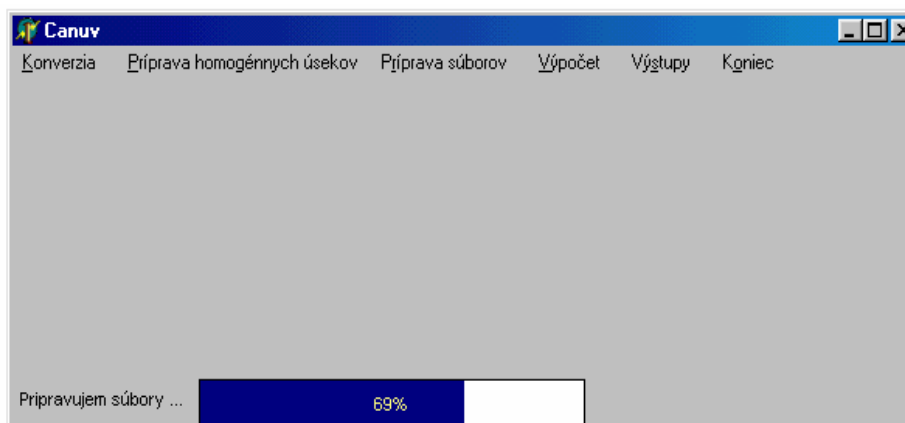 Canuv
Konverzia Príprava homogénnych úsekov Príprava súborov Výpočet Výstupy Koniec
Pripravujem súbory ... 69%